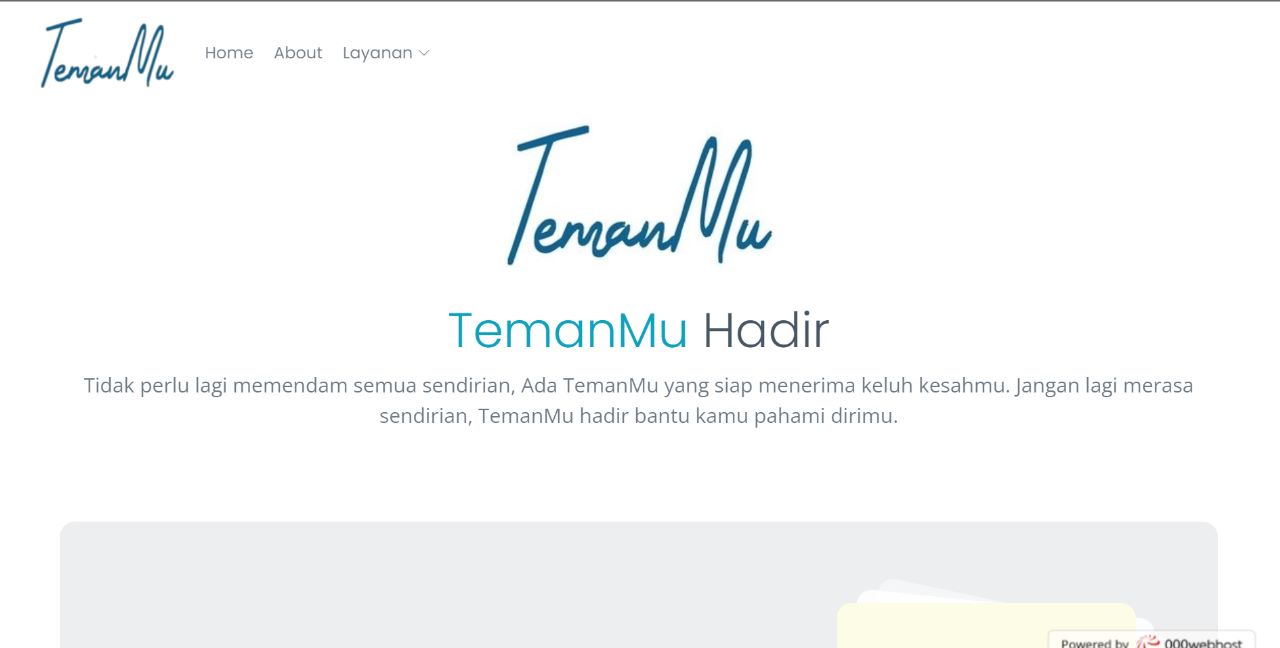 TemanMu
Home About Layanan
TemanMu
TemanMu Hadir
Tidak perlu lagi memendam semua sendirian, Ada TemanMu yang siap menerima keluh kesahmu. Jangan lagi merasa
sendirian, TemanMu hadir bantu kamu pahami dirimu.
Powered by 000webhost